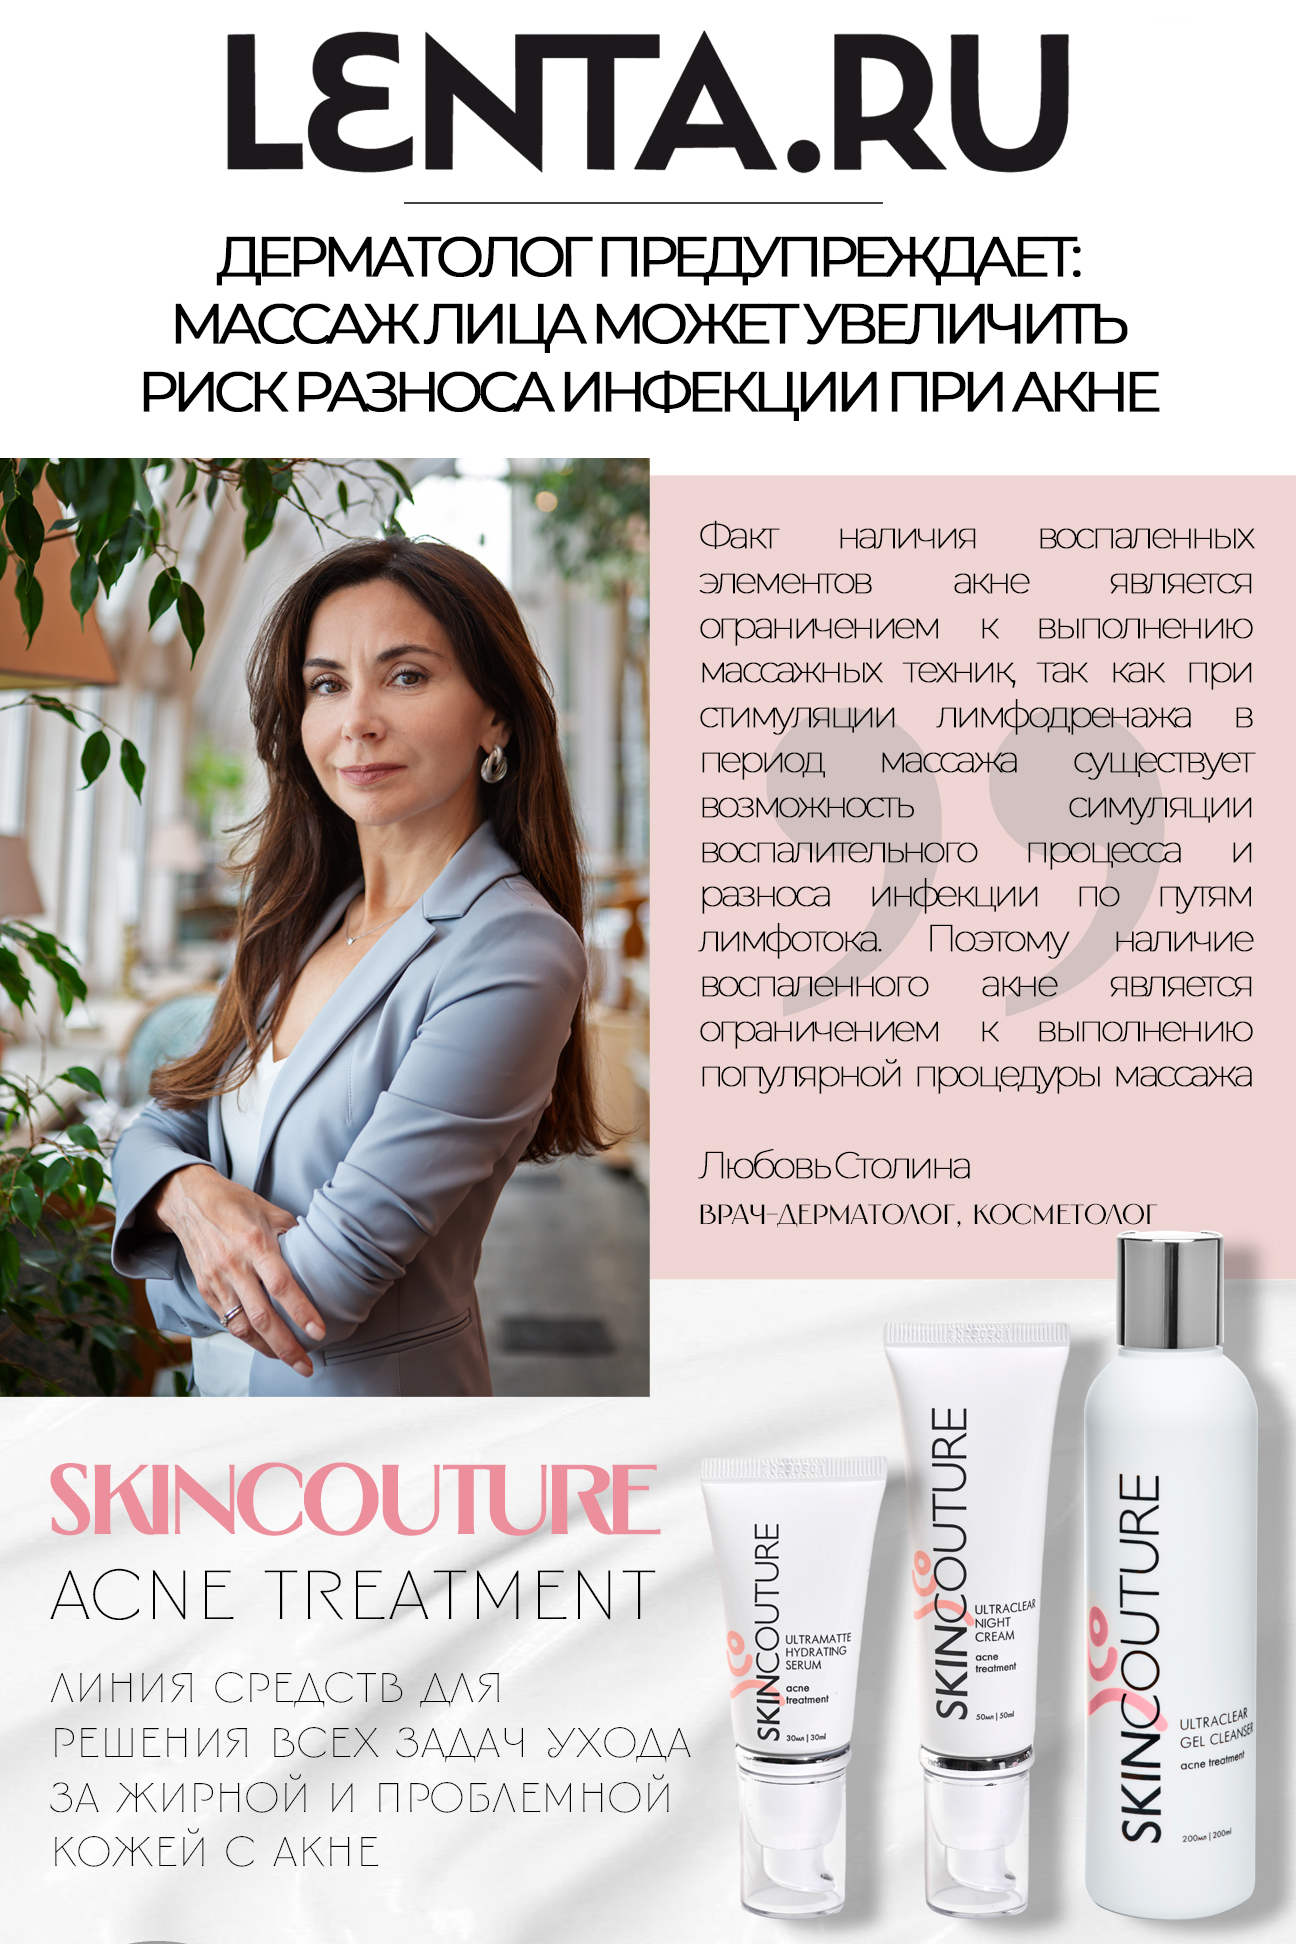 LENTA.RU
ДЕРМАТОЛОГ ПРЕДУПРЕЖДАЕТ:
МАССАЖ ЛИЦА МОЖЕТ УВЕЛИЧИТЬ
РИСК РАЗНОСА ИНФЕКЦИИ ПРИ АКНЕ
Факт наличия воспаленных
элементов акне является
ограничением к выполнению
массажных техник, так как при
стимуляции лимфодренажа в
период массажа существует
возможность симуляции
воспалительного процесса и
разноса инфекции по путям
лимфотока. Поэтому наличие
воспаленного акне является
ограничением к выполнению
популярной процедуры массажа
Любовь Столина
ВРАЧ-ДЕРМАТОЛОГ, КОСМЕТОЛОГ
SKINCOUTURE
ACNE TREATMENT
ЛИНИЯ СРЕДСТВ ДЛЯ
РЕШЕНИЯ ВСЕХ ЗАДАЧ УХОДА
ЗА ЖИРНОЙ И ПРОБЛЕМНОЙ
КОЖЕЙ С АКНЕ
SKINCOUTURE
ULTRAMATTE
HYDRATING
SERUM
acne
treatment
30мл | 30ml
SKINCOUTURE
ULTRACLEAR
NIGHT
CREAM
acne
treatment
50мл | 50ml
SKINCOUTURE
ULTRACLEAR
GEL CLEANSER
acne treatment
200мл | 200ml